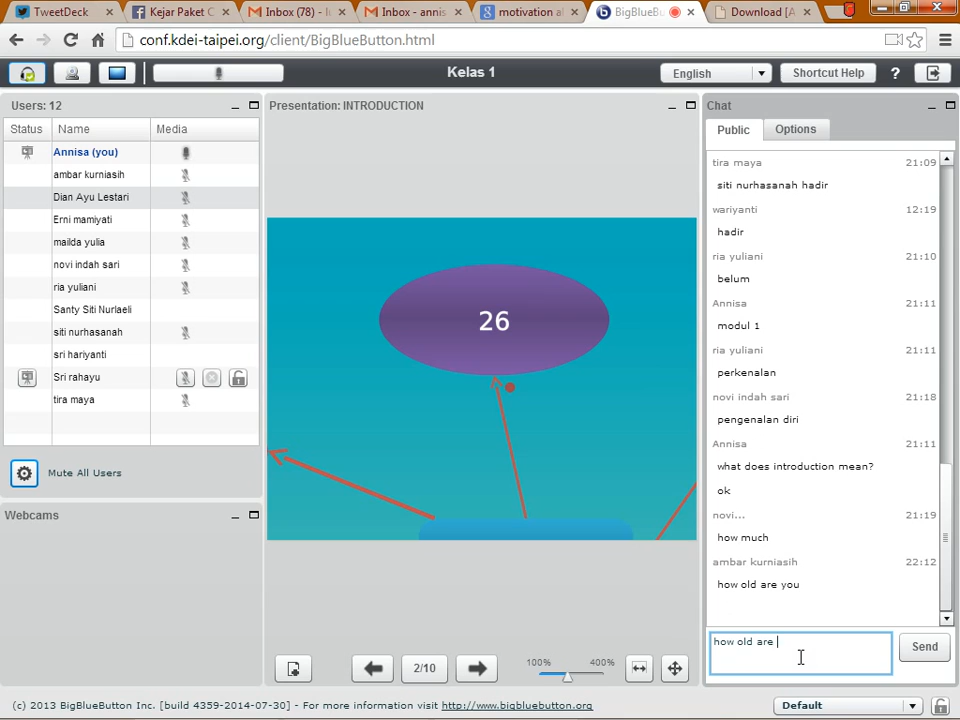 TweetDeck
Kejar Paket C
Inbox (78) - lu
Inbox - annis
motivation al
BigBlueBu
Download [A
conf.kdei-taipei.org/client/BigBlueButton.html
Kelas 1
English
Shortcut Help
?
Users: 12
Status Name Media
Annisa (you)
ambar kurniasih
Dian Ayu Lestari
Erni mamiyati
mailda yulia
novi indah sari
ria yuliani
Santy Siti Nurlaeli
siti nurhasanah
sri hariyanti
Sri rahayu
tira maya
Mute All Users
Webcams
Presentation: INTRODUCTION
26
2/10
100% 400%
Chat
Public Options
tira maya 21:09
siti nurhasanah hadir
wariyanti 12:19
hadir
ria yuliani 21:10
belum
Annisa 21:11
modul 1
ria yuliani 21:11
perkenalan
novi indah sari 21:18
pengenalan diri
Annisa 21:11
what does introduction mean?
ok
novi... 21:19
how much
ambar kurniasih 22:12
how old are you
how old are
Send
(c) 2013 BigBlueButton Inc. [build 4359-2014-07-30] - For more information visit http://www.bigbluebutton.org
Default